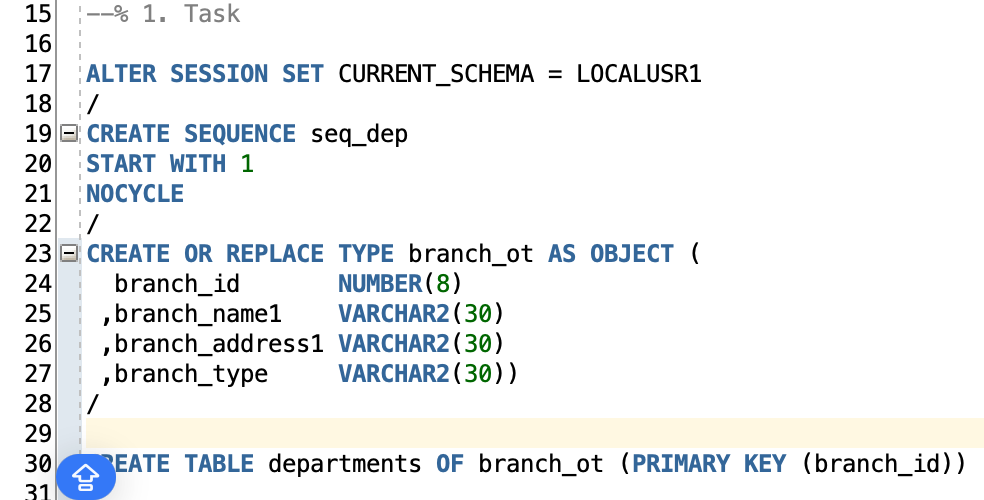 15 --% 1. Task
16
17 ALTER SESSION SET CURRENT_SCHEMA = LOCALUSR1
18 /
19 CREATE SEQUENCE seq_dep
20 START WITH 1
21 NOCYCLE
22 /
23 CREATE OR REPLACE TYPE branch_ot AS OBJECT (
24   branch_id       NUMBER(8)
25  ,branch_name1    VARCHAR2(30)
26  ,branch_address1 VARCHAR2(30)
27  ,branch_type     VARCHAR2(30))
28 /
29
30 CREATE TABLE departments OF branch_ot (PRIMARY KEY (branch_id))
31